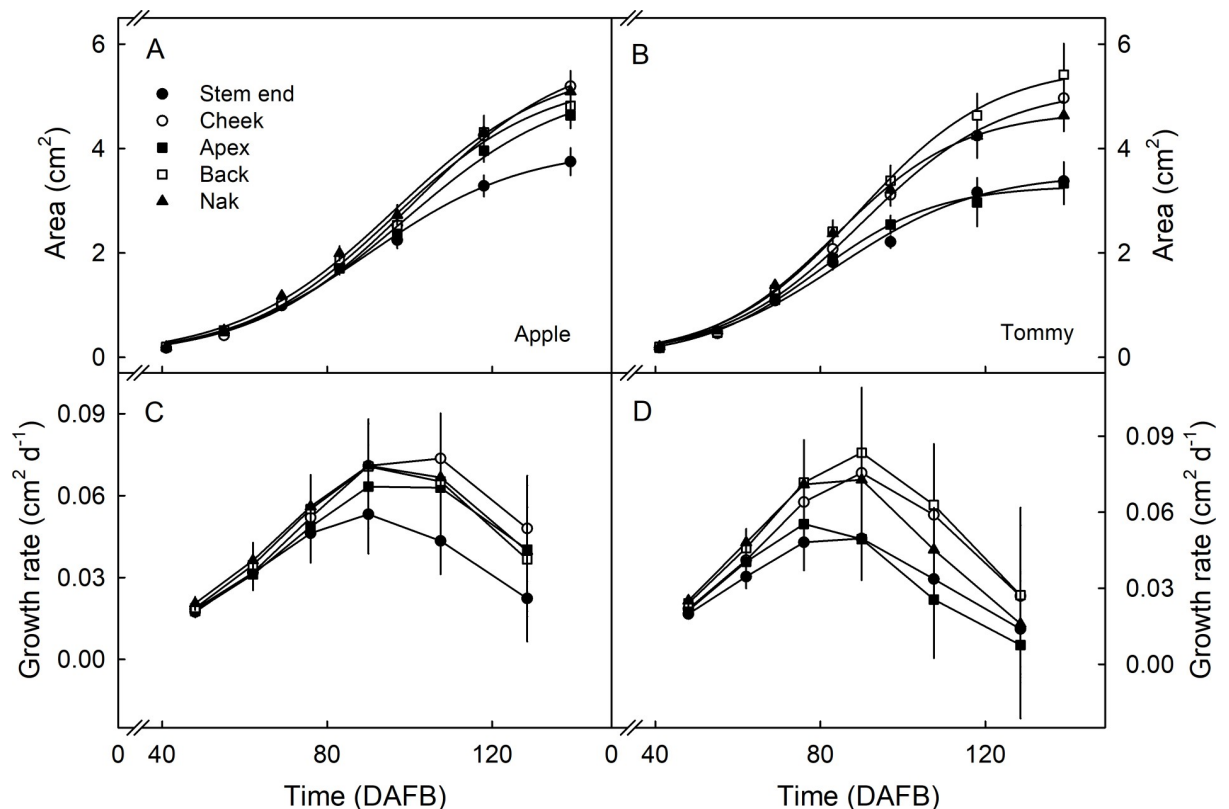 A
B
6
4
2
0
Area (cm²)
Stem end
Cheek
Apex
Back
Nak
Apple
Tommy
6
4
2
0
Area (cm²)
C
D
0.09
0.06
0.03
0.00
Growth rate (cm² d⁻¹)
0.09
0.06
0.03
0.00
Growth rate (cm² d⁻¹)
0 40 80 120 0 40 80 120
Time (DAFB) Time (DAFB)